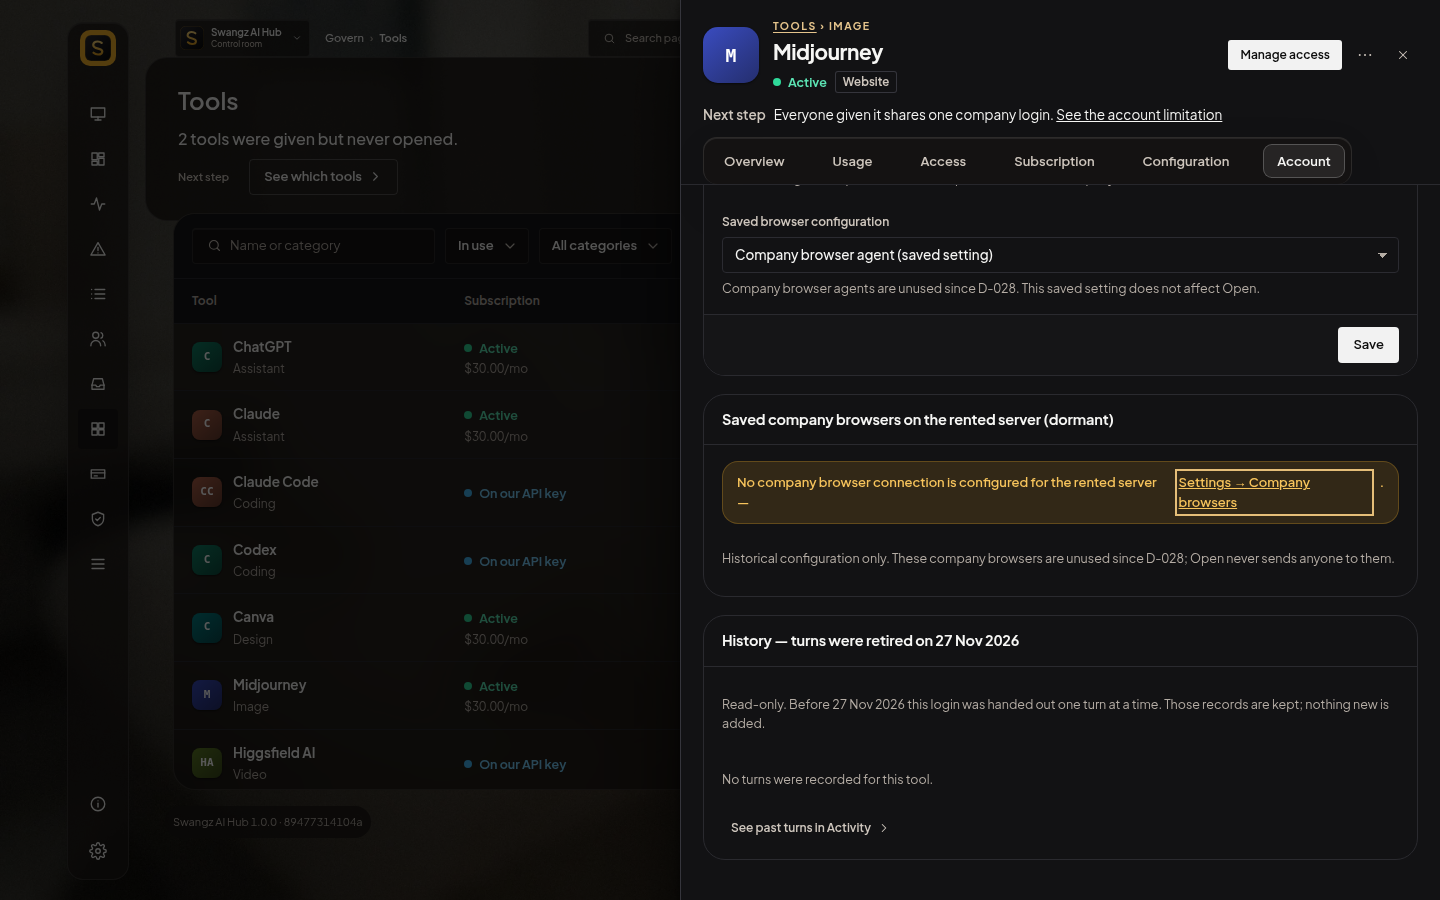 S
S
Swangz AI Hub
Control room
Govern › Tools
Search pag
Tools
2 tools were given but never opened.
Next step
See which tools
Name or category
In use
All categories
Tool
Subscription
C
ChatGPT
Assistant
Active
$30.00/mo
C
Claude
Assistant
Active
$30.00/mo
CC
Claude Code
Coding
On our API key
C
Codex
Coding
On our API key
C
Canva
Design
Active
$30.00/mo
M
Midjourney
Image
Active
$30.00/mo
HA
Higgsfield AI
Video
On our API key
Swangz AI Hub 1.0.0 · 89477314104a
M
TOOLS › IMAGE
Midjourney
Active
Website
Manage access
Next step Everyone given it shares one company login. See the account limitation
Overview
Usage
Access
Subscription
Configuration
Account
Saved browser configuration
Company browser agent (saved setting)
Company browser agents are unused since D-028. This saved setting does not affect Open.
Save
Saved company browsers on the rented server (dormant)
No company browser connection is configured for the rented server
—
Settings → Company
browsers
.
Historical configuration only. These company browsers are unused since D-028; Open never sends anyone to them.
History — turns were retired on 27 Nov 2026
Read-only. Before 27 Nov 2026 this login was handed out one turn at a time. Those records are kept; nothing new is
added.
No turns were recorded for this tool.
See past turns in Activity